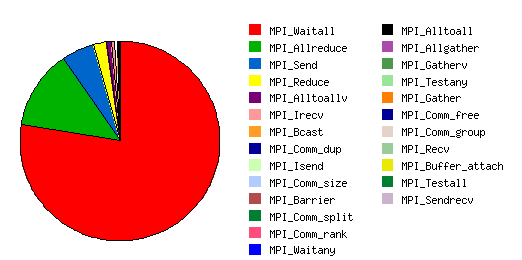 MPI_Waitall
MPI_Allreduce
MPI_Send
MPI_Reduce
MPI_Alltoallv
MPI_Irecv
MPI_Bcast
MPI_Comm_dup
MPI_Isend
MPI_Comm_size
MPI_Barrier
MPI_Comm_split
MPI_Comm_rank
MPI_Waitany
MPI_Alltoall
MPI_Allgather
MPI_Gatherv
MPI_Testany
MPI_Gather
MPI_Comm_free
MPI_Comm_group
MPI_Recv
MPI_Buffer_attach
MPI_Testall
MPI_Sendrecv